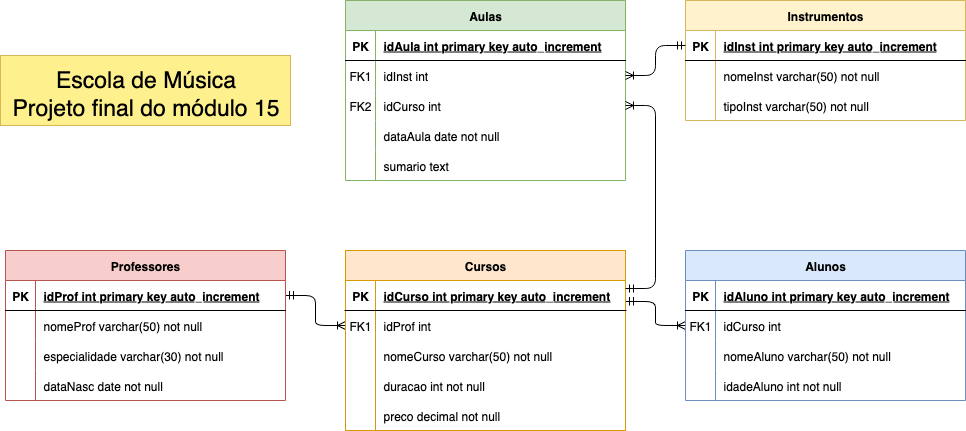 Escola de Música
Projeto final do módulo 15
Aulas
PK idAula int primary key auto_increment
FK1 idInst int
FK2 idCurso int
dataAula date not null
sumario text
Instrumentos
PK idInst int primary key auto_increment
nomeInst varchar(50) not null
tipoInst varchar(50) not null
Professores
PK idProf int primary key auto_increment
nomeProf varchar(50) not null
especialidade varchar(30) not null
dataNasc date not null
Cursos
PK idCurso int primary key auto_increment
FK1 idProf int
nomeCurso varchar(50) not null
duracao int not null
preco decimal not null
Alunos
PK idAluno int primary key auto_increment
FK1 idCurso int
nomeAluno varchar(50) not null
idadeAluno int not null